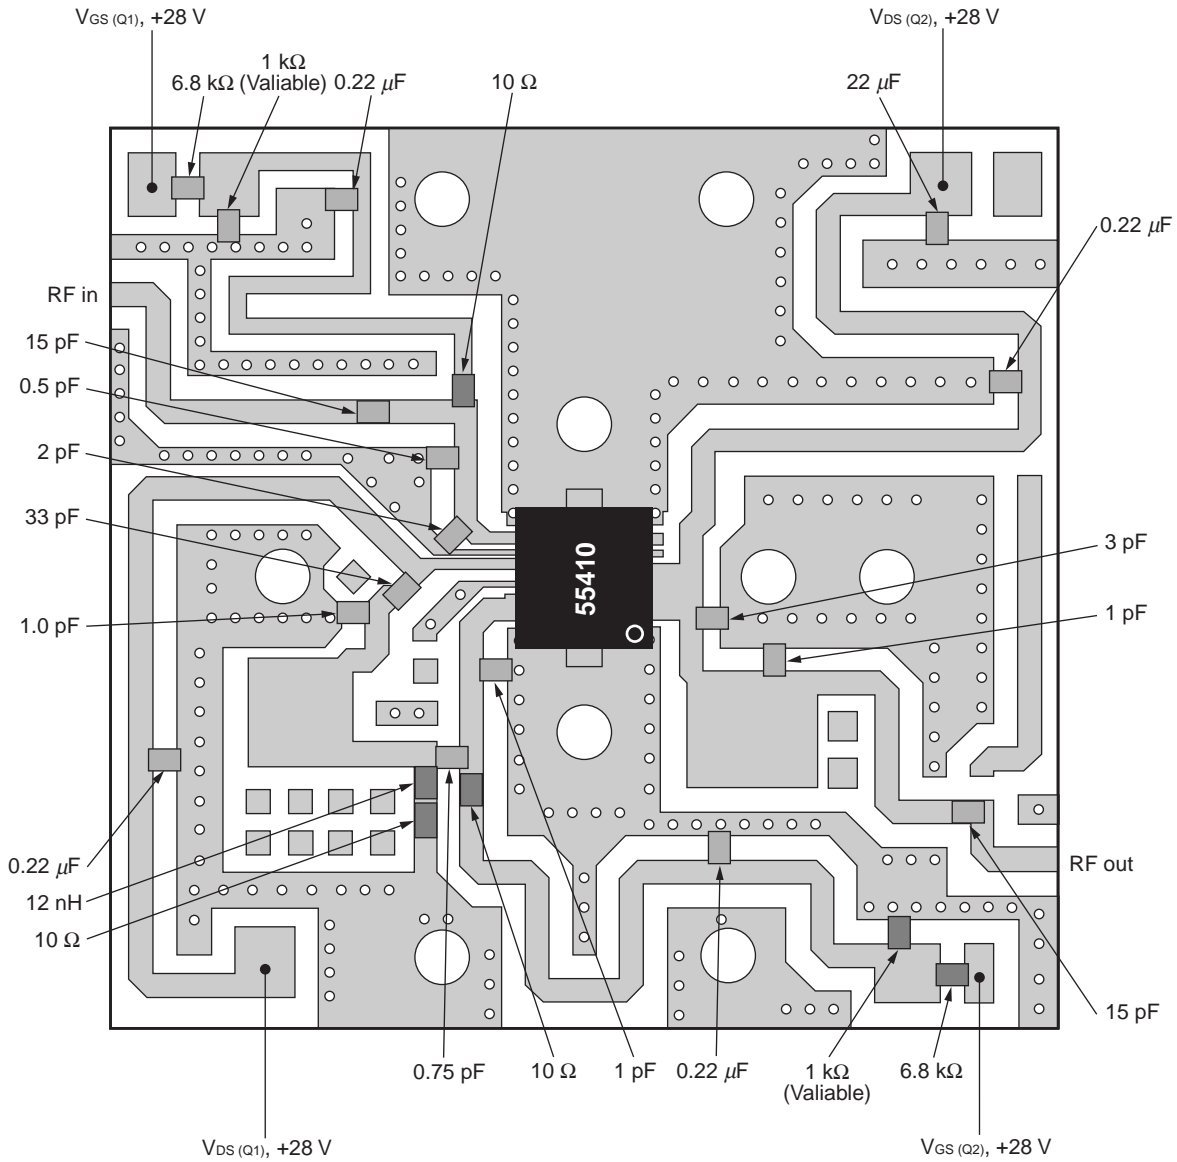 VGS (Q1), +28 V
VDS (Q2), +28 V
1 kΩ
6.8 kΩ (Valiable) 0.22 µF
10 Ω
22 µF
0.22 µF
RF in
15 pF
0.5 pF
2 pF
33 pF
1.0 pF
55410
3 pF
1 pF
0.22 µF
12 nH
10 Ω
RF out
15 pF
0.75 pF
10 Ω
1 pF
0.22 µF
1 kΩ
(Valiable)
6.8 kΩ
VDS (Q1), +28 V
VGS (Q2), +28 V